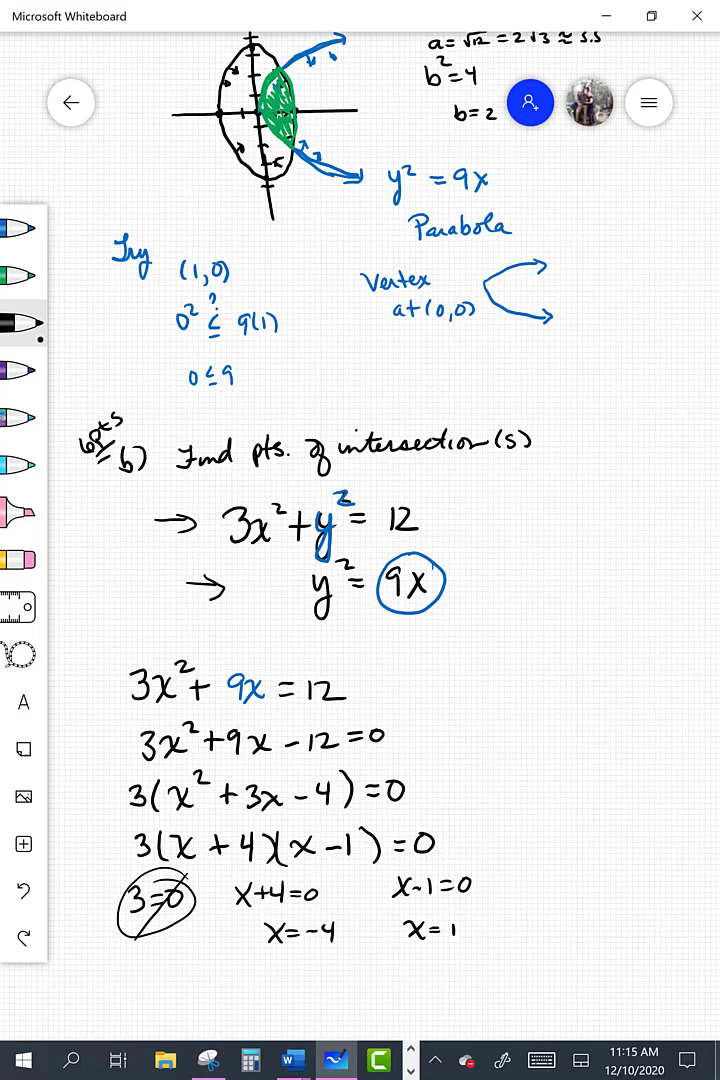 Microsoft Whiteboard
a = √12 = 2√3 ≈ 3.5
b² = 4
b = 2
y² = 9x
Parabola
Try
(1,0)
0² ≤? 9(1)
0 ≤ 9
Vertex
at (0,0)
b) Find pts. of intersection(s)
→ 3x² + y² = 12
→ y² = 9x
3x² + 9x = 12
3x² + 9x - 12 = 0
3(x² + 3x - 4) = 0
3(x + 4)(x - 1) = 0
3=0 x+4=0 x-1=0
x=-4 x=1
A
11:15 AM
12/10/2020